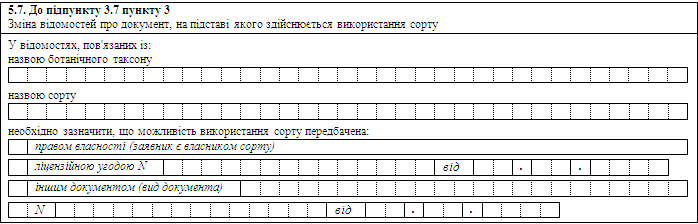 5.7. До підпункту 3.7 пункту 3
Зміна відомостей про документ, на підставі якого здійснюється використання сорту
У відомостях, пов'язаних із:
назвою ботанічного таксону
назвою сорту
необхідно зазначити, що можливість використання сорту передбачена:
правом власності (заявник є власником сорту)
ліцензійною угодою N від . .
іншим документом (вид документа)
N від . .